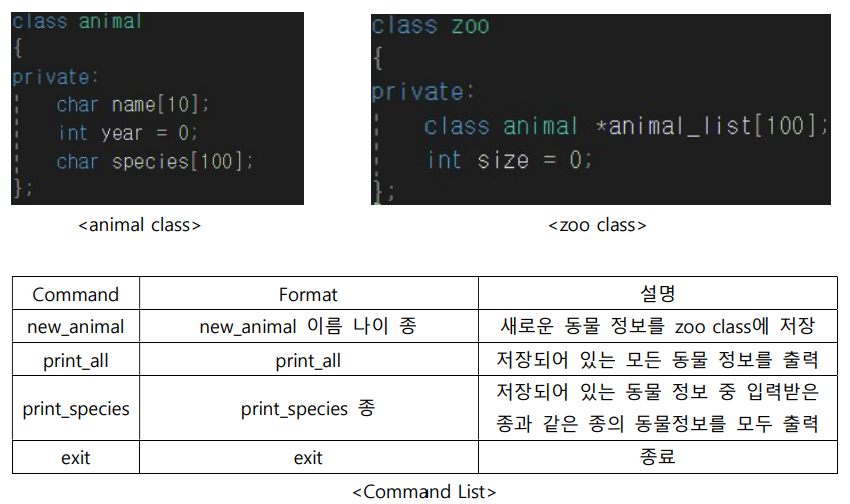 class animal
{
private:
char name[10];
int year = 0;
char species[100];
};
<animal class>
class zoo
{
private:
class animal *animal_list[100];
int size = 0;
};
<zoo class>
Command Format 설명
new_animal new_animal 이름 나이 종 새로운 동물 정보를 zoo class에 저장
print_all print_all 저장되어 있는 모든 동물 정보를 출력
print_species print_species 종 저장되어 있는 동물 정보 중 입력받은
종과 같은 종의 동물정보를 모두 출력
exit exit 종료
<Command List>